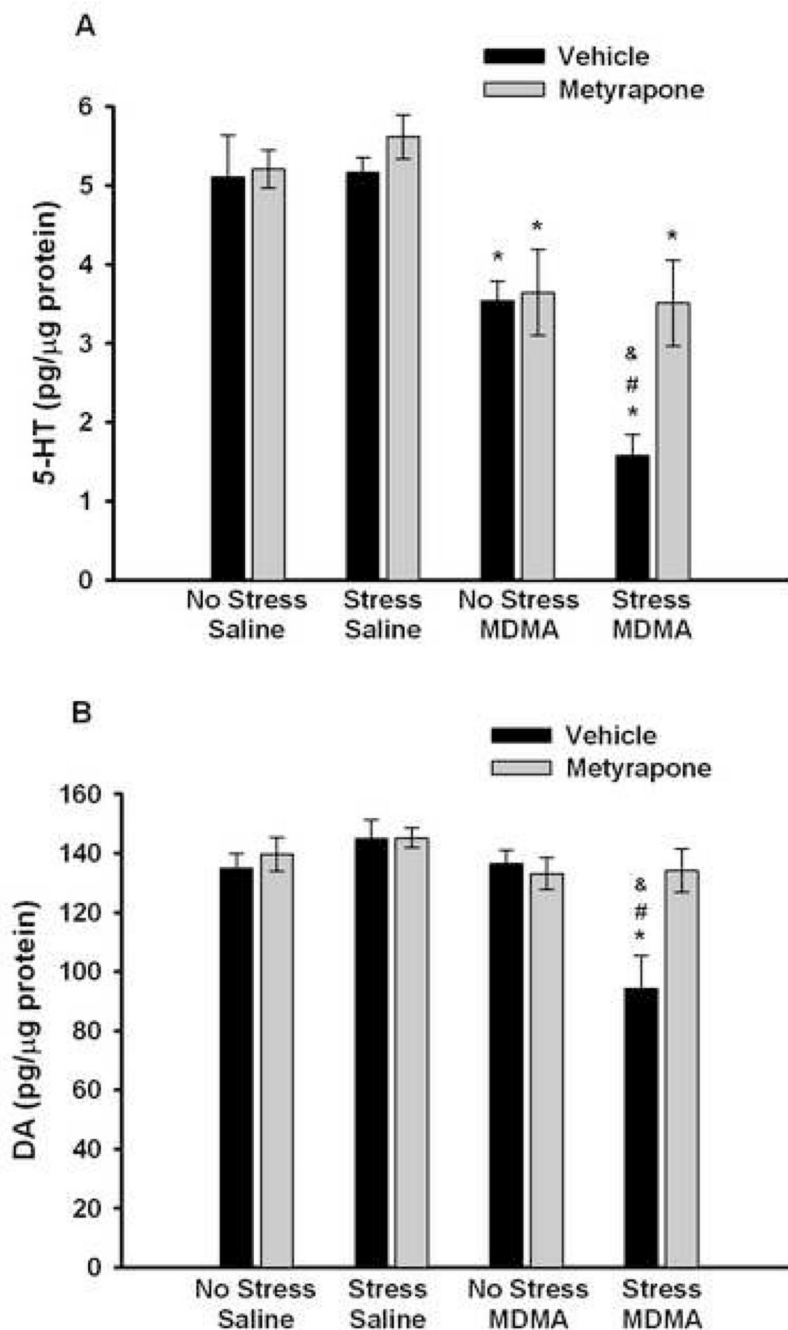 A
Vehicle
Metyrapone
6
5
4
3
2
1
0
5-HT (pg/µg protein)
* * *
&
#
*
No Stress Stress No Stress Stress
Saline Saline MDMA MDMA
B
Vehicle
Metyrapone
160
140
120
100
80
60
40
20
0
DA (pg/µg protein)
&
#
*
No Stress Stress No Stress Stress
Saline Saline MDMA MDMA